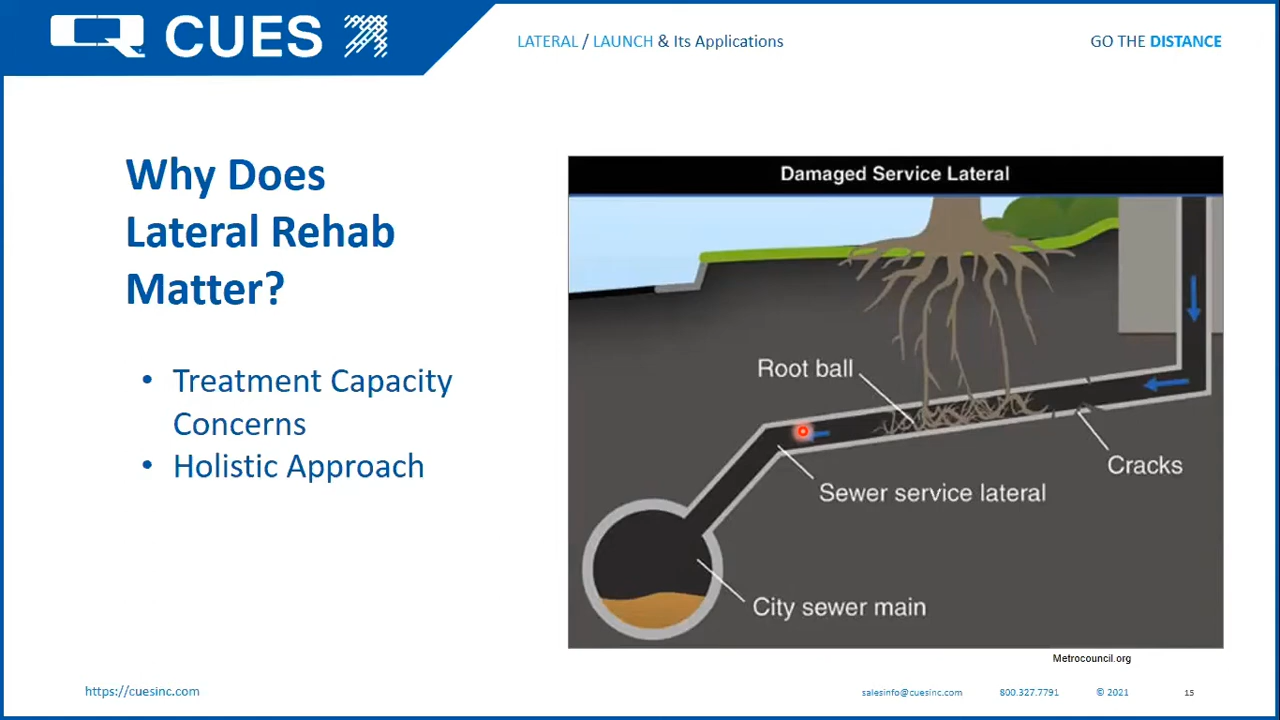 CUES
LATERAL / LAUNCH & Its Applications
GO THE DISTANCE
Why Does
Lateral Rehab
Matter?
• Treatment Capacity
Concerns
• Holistic Approach
Damaged Service Lateral
Root ball
Cracks
Sewer service lateral
City sewer main
Metrocouncil.org
https://cuesinc.com
salesinfo@cuesinc.com
800.327.7791
© 2021
15